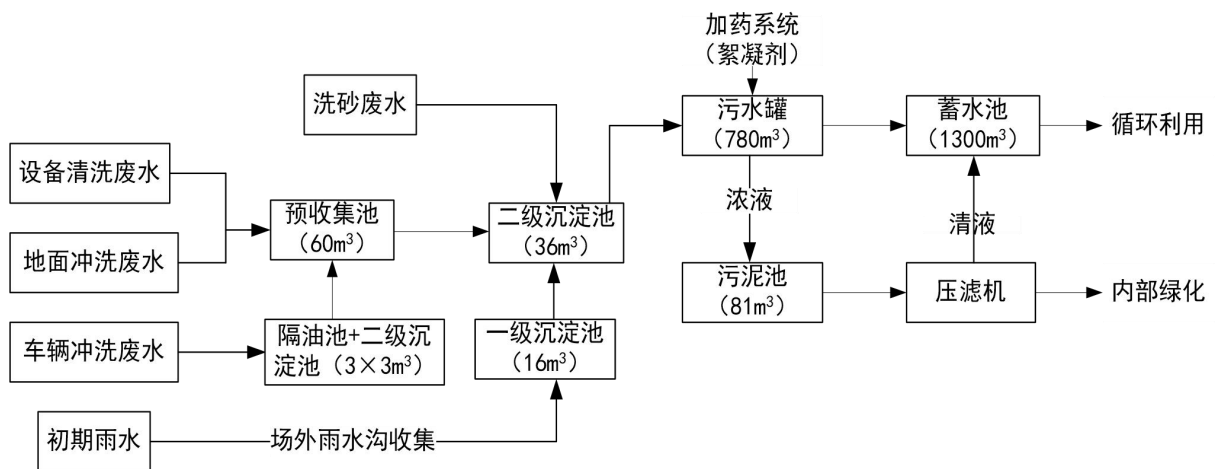 加药系统
（絮凝剂）
洗砂废水
污水罐
（780m³）
蓄水池
（1300m³）
循环利用
设备清洗废水
预收集池
（60m³）
二级沉淀池
（36m³）
浓液
清液
地面冲洗废水
污泥池
（81m³）
压滤机
内部绿化
车辆冲洗废水
隔油池+二级沉
淀池（3×3m³）
一级沉淀池
（16m³）
初期雨水
场外雨水沟收集